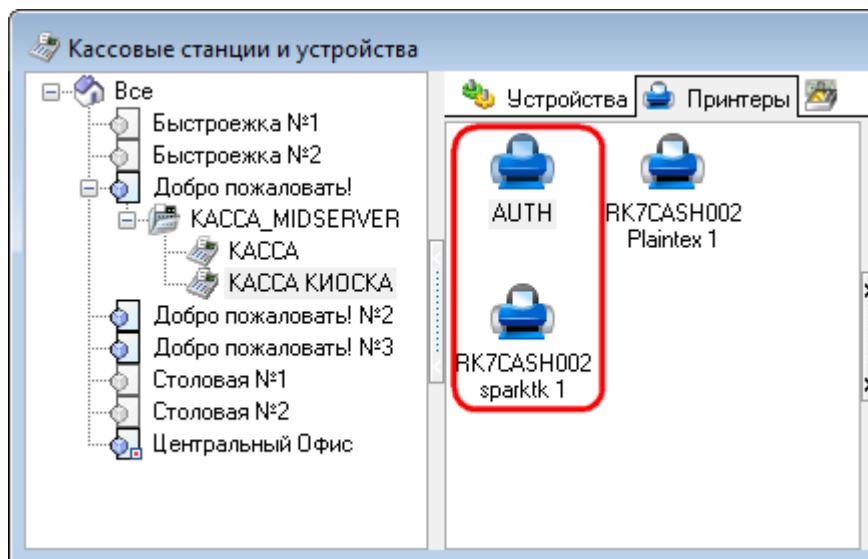 Кассовые станции и устройства
Все
Быстроежка №1
Быстроежка №2
Добро пожаловать!
КАССА_MIDSERVER
КАССА
КАССА КИОСКА
Добро пожаловать! №2
Добро пожаловать! №3
Столовая №1
Столовая №2
Центральный Офис
Устройства
Принтеры
AUTH
RK7CASH002
Plaintex 1
RK7CASH002
sparktk 1